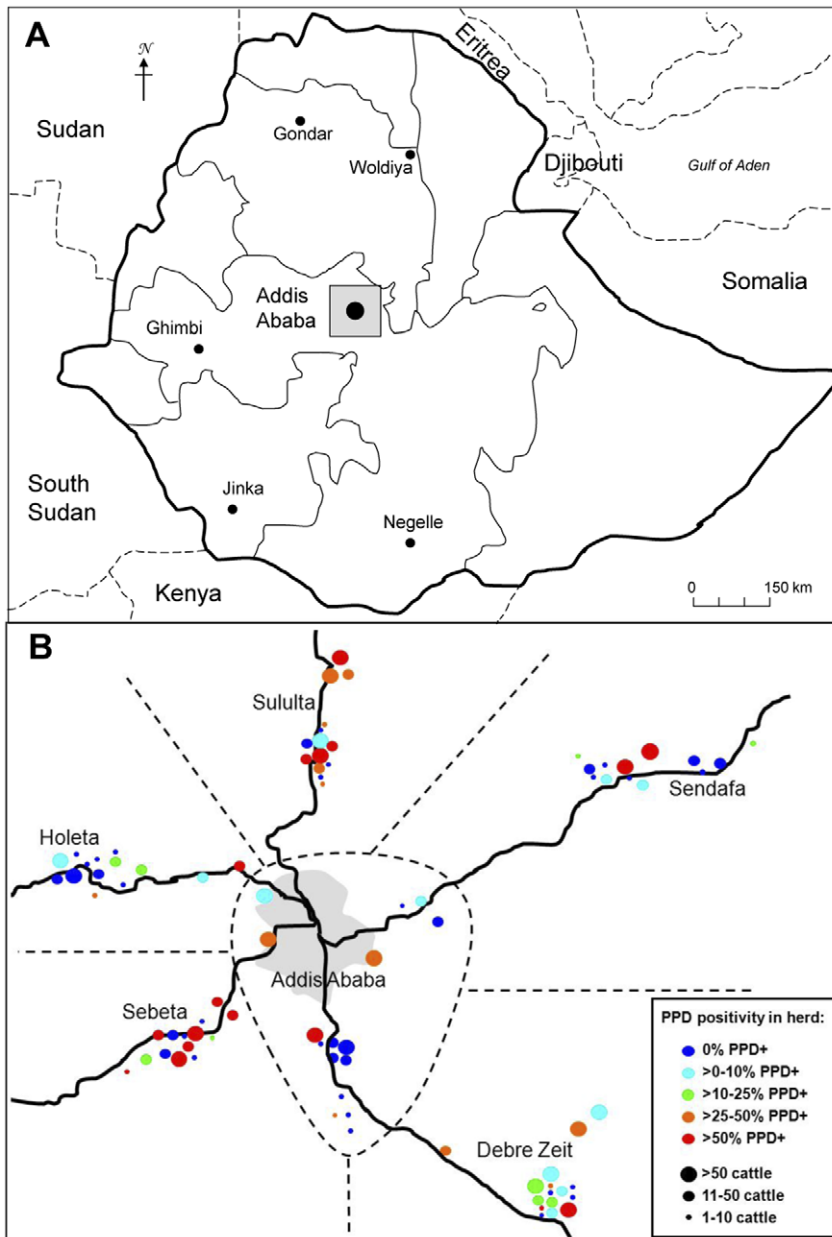 A
N
Eritrea
Sudan
Gondar
Woldiya
Djibouti
Gulf of Aden
Somalia
Addis
Ababa
Ghimbi
South
Sudan
Jinka
Negelle
Kenya
0 150 km
B
Sululta
Sendafa
Holeta
Addis Ababa
Sebeta
Debre Zeit
PPD positivity in herd:
0% PPD+
>0-10% PPD+
>10-25% PPD+
>25-50% PPD+
>50% PPD+
>50 cattle
11-50 cattle
1-10 cattle